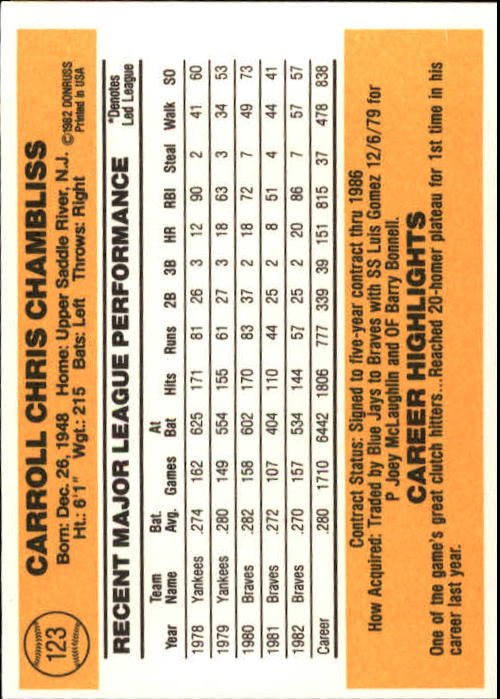 123
CARROLL CHRIS CHAMBLISS
Born: Dec. 26, 1948 Home: Upper Saddle River, N.J.
Ht.: 6'1" Wgt.: 215 Bats: Left Throws: Right
©1982 DONRUSS
Printed in USA
RECENT MAJOR LEAGUE PERFORMANCE
*Denotes
Led League
Year Team Name Bat. Avg. Games At Bat Hits Runs 2B 3B HR RBI Steal Walk SO
1978 Yankees .274 162 625 171 81 26 3 12 90 2 41 60
1979 Yankees .280 149 554 155 61 27 3 18 63 3 34 53
1980 Braves .282 158 602 170 83 37 2 18 72 7 49 73
1981 Braves .272 107 404 110 44 25 2 8 51 4 44 41
1982 Braves .270 157 534 144 57 25 2 20 86 7 57 57
Career .280 1710 6442 1806 777 339 39 151 815 37 478 838
Contract Status: Signed to five-year contract thru 1986
How Acquired: Traded by Blue Jays to Braves with SS Luis Gomez 12/6/79 for
P Joey McLaughlin and OF Barry Bonnell.
CAREER HIGHLIGHTS
One of the game's great clutch hitters... Reached 20-homer plateau for 1st time in his
career last year.